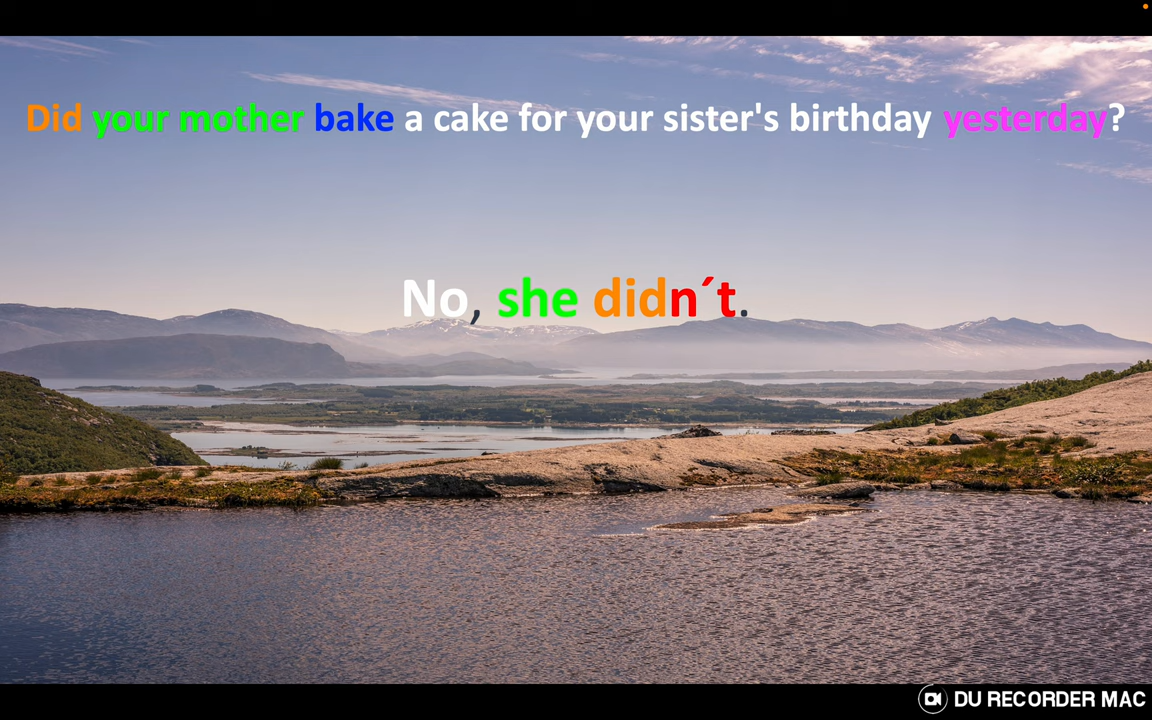 Did your mother bake a cake for your sister's birthday yesterday?
No, she didn´t.
DU RECORDER MAC